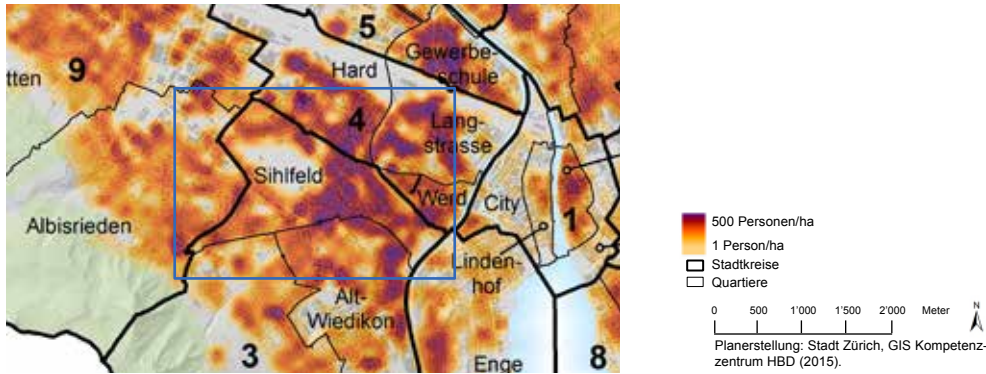 5
9
Gewerbe-
schule
tten
Hard
4
Lang-
strasse
Sihlfeld
Werd
City
1
Albisrieden
Linden-
hof
Alt-
Wiedikon
3
8
Enge
500 Personen/ha
1 Person/ha
Stadtkreise
Quartiere
0 500 1'000 1'500 2'000 Meter
N
Planerstellung: Stadt Zürich, GIS Kompetenz-
zentrum HBD (2015).